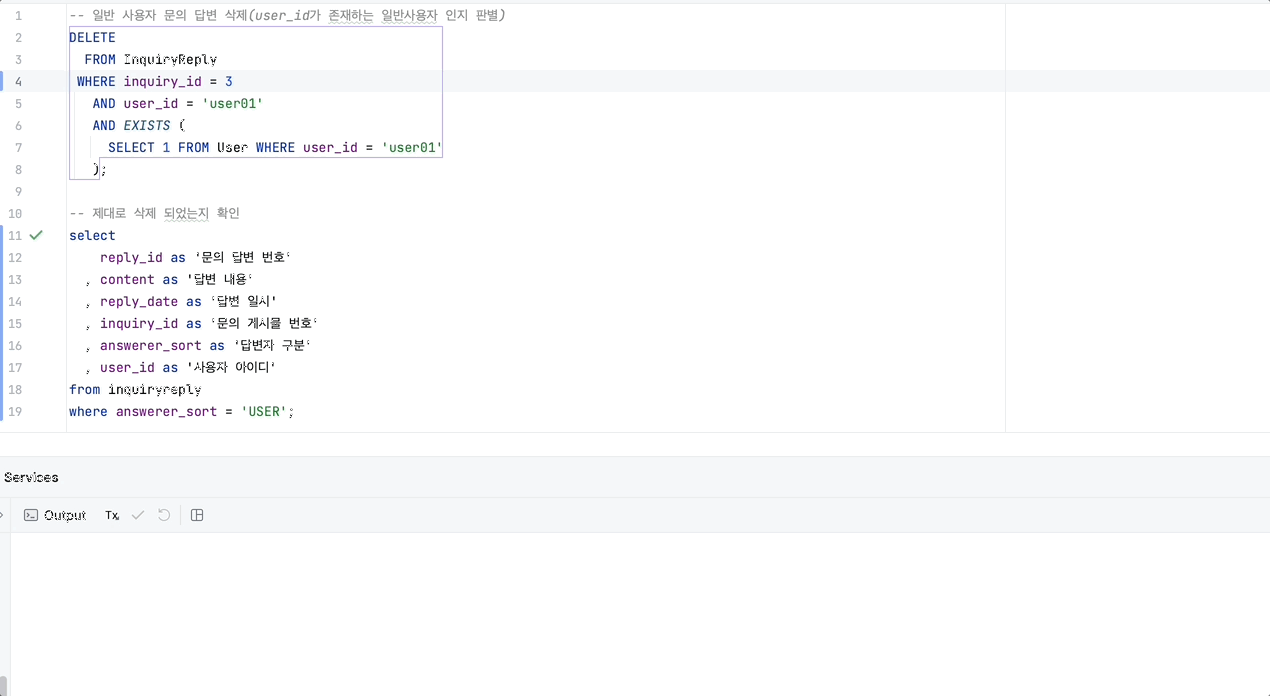 1 -- 일반 사용자 문의 답변 삭제(user_id가 존재하는 일반사용자 인지 판별)
2 DELETE
3 FROM InquiryReply
4 WHERE inquiry_id = 3
5 AND user_id = 'user01'
6 AND EXISTS (
7 SELECT 1 FROM User WHERE user_id = 'user01'
8 );
9
10 -- 제대로 삭제 되었는지 확인
11 select
12 reply_id as '문의 답변 번호'
13 , content as '답변 내용'
14 , reply_date as '답변 일시'
15 , inquiry_id as '문의 게시물 번호'
16 , answerer_sort as '답변자 구분'
17 , user_id as '사용자 아이디'
18 from inquiryreply
19 where answerer_sort = 'USER';
Services
Output Tx